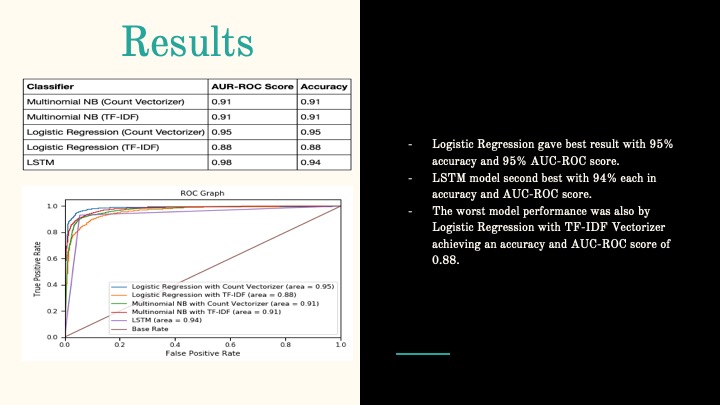 Results
Classifier AUR-ROC Score Accuracy
Multinomial NB (Count Vectorizer) 0.91 0.91
Multinomial NB (TF-IDF) 0.91 0.91
Logistic Regression (Count Vectorizer) 0.95 0.95
Logistic Regression (TF-IDF) 0.88 0.88
LSTM 0.98 0.94
ROC Graph
1.0
0.8
0.6
0.4
0.2
0.0
True Positive Rate
Logistic Regression with Count Vectorizer (area = 0.95)
Logistic Regression with TF-IDF (area = 0.88)
Multinomial NB with Count Vectorizer (area = 0.91)
Multinomial NB with TF-IDF (area = 0.91)
LSTM (area = 0.94)
Base Rate
0.0 0.2 0.4 0.6 0.8 1.0
False Positive Rate
- Logistic Regression gave best result with 95%
accuracy and 95% AUC-ROC score.
- LSTM model second best with 94% each in
accuracy and AUC-ROC score.
- The worst model performance was also by
Logistic Regression with TF-IDF Vectorizer
achieving an accuracy and AUC-ROC score of
0.88.